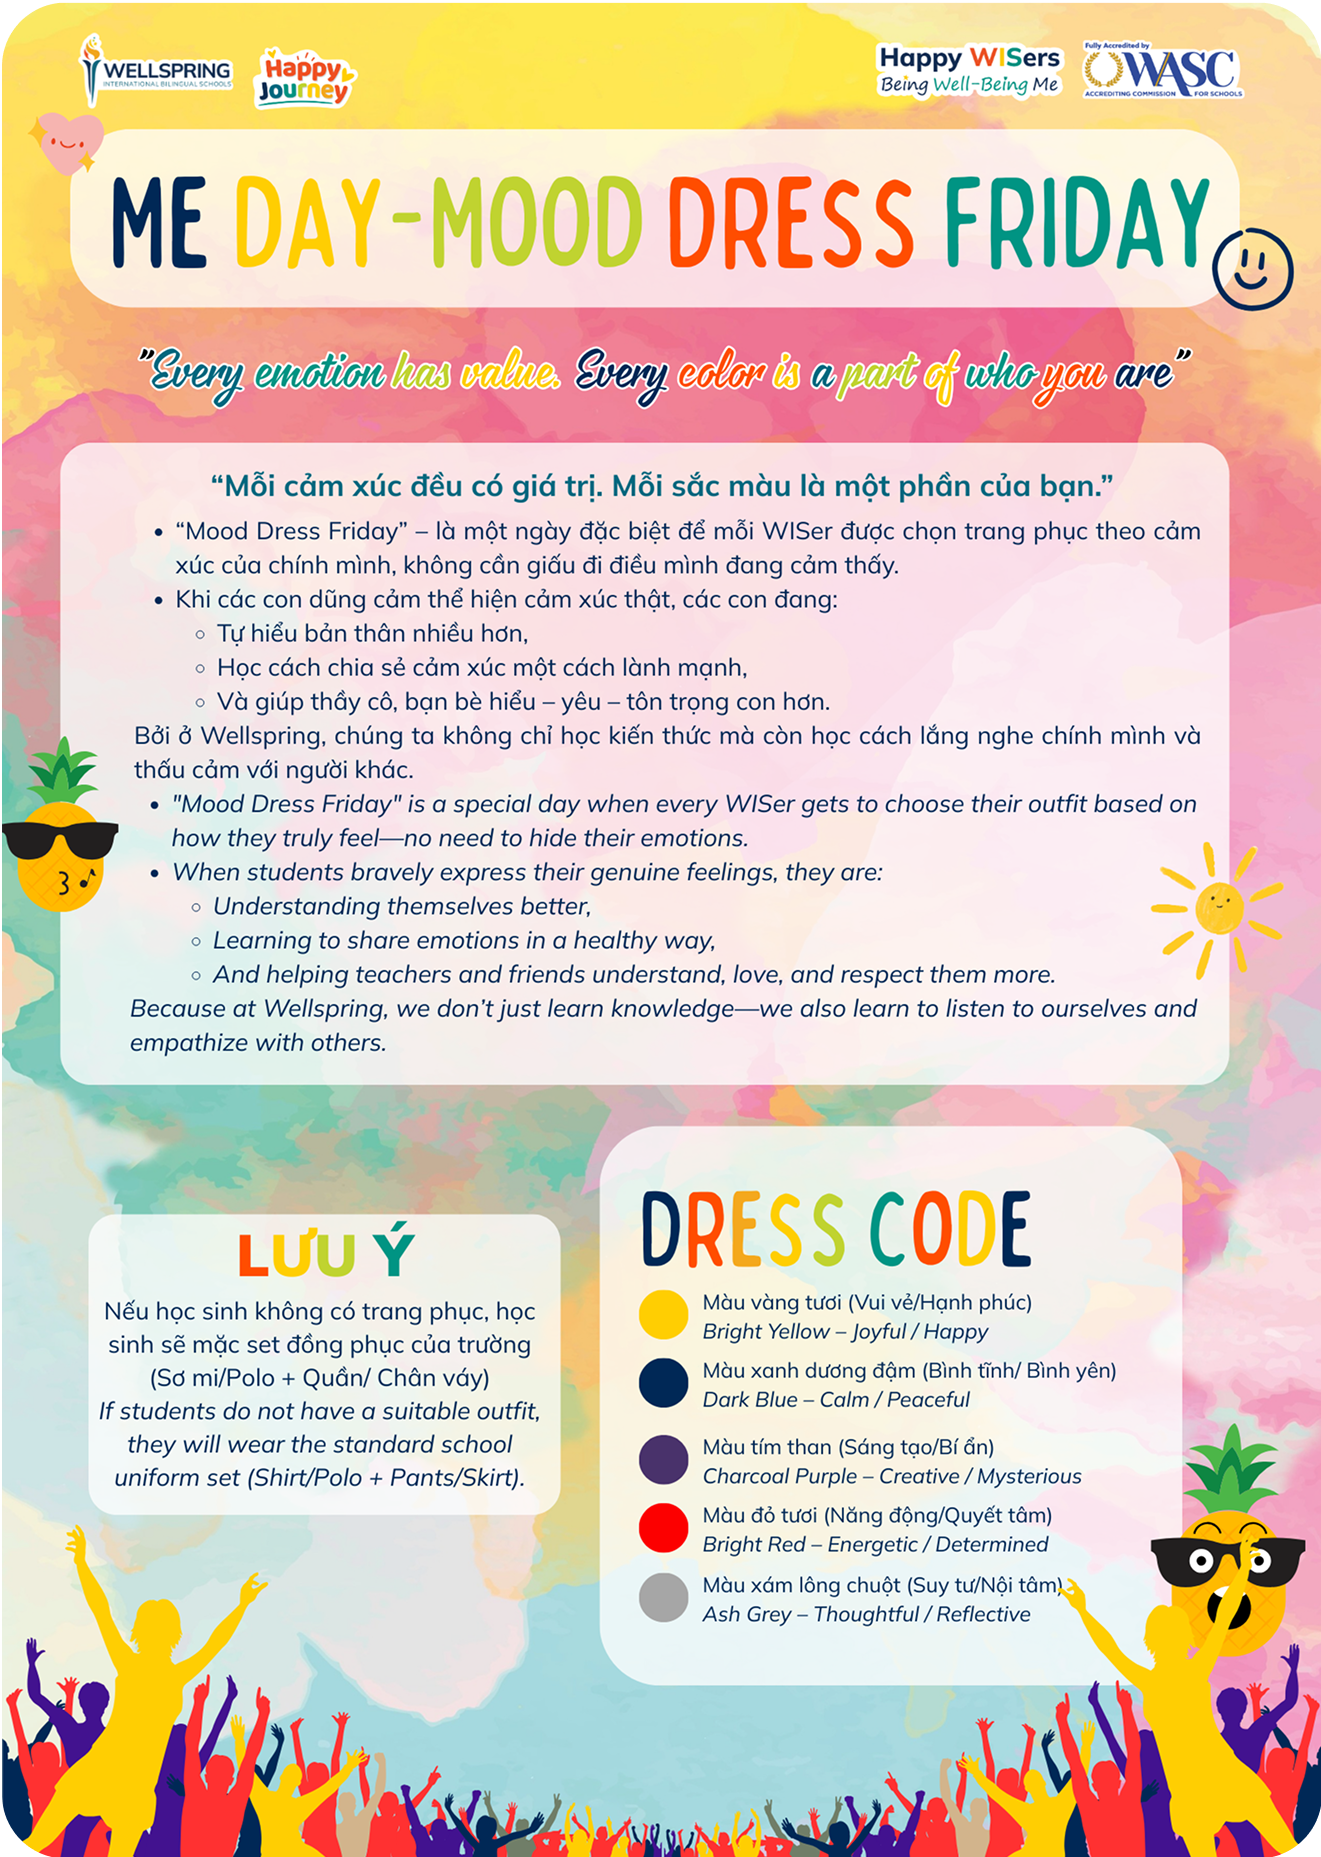 WELLSPRING
INTERNATIONAL BILINGUAL SCHOOLS
Happy
Journey
Happy WISers
Being Well-Being Me
Fully Accredited by
WASC
ACCREDITING COMMISSION FOR SCHOOLS
ME DAY-MOOD DRESS FRIDAY
"Every emotion has value. Every color is a part of who you are"
“Mỗi cảm xúc đều có giá trị. Mỗi sắc màu là một phần của bạn.”
• “Mood Dress Friday” – là một ngày đặc biệt để mỗi WISer được chọn trang phục theo cảm
xúc của chính mình, không cần giấu đi điều mình đang cảm thấy.
• Khi các con dũng cảm thể hiện cảm xúc thật, các con đang:
◦ Tự hiểu bản thân nhiều hơn,
◦ Học cách chia sẻ cảm xúc một cách lành mạnh,
◦ Và giúp thầy cô, bạn bè hiểu – yêu – tôn trọng con hơn.
Bởi ở Wellspring, chúng ta không chỉ học kiến thức mà còn học cách lắng nghe chính mình và
thấu cảm với người khác.
• "Mood Dress Friday" is a special day when every WISer gets to choose their outfit based on
how they truly feel—no need to hide their emotions.
• When students bravely express their genuine feelings, they are:
◦ Understanding themselves better,
◦ Learning to share emotions in a healthy way,
◦ And helping teachers and friends understand, love, and respect them more.
Because at Wellspring, we don’t just learn knowledge—we also learn to listen to ourselves and
empathize with others.
LƯU Ý
Nếu học sinh không có trang phục, học
sinh sẽ mặc set đồng phục của trường
(Sơ mi/Polo + Quần/ Chân váy)
If students do not have a suitable outfit,
they will wear the standard school
uniform set (Shirt/Polo + Pants/Skirt).
DRESS CODE
Màu vàng tươi (Vui vẻ/Hạnh phúc)
Bright Yellow – Joyful / Happy
Màu xanh dương đậm (Bình tĩnh/ Bình yên)
Dark Blue – Calm / Peaceful
Màu tím than (Sáng tạo/Bí ẩn)
Charcoal Purple – Creative / Mysterious
Màu đỏ tươi (Năng động/Quyết tâm)
Bright Red – Energetic / Determined
Màu xám lông chuột (Suy tư/Nội tâm)
Ash Grey – Thoughtful / Reflective